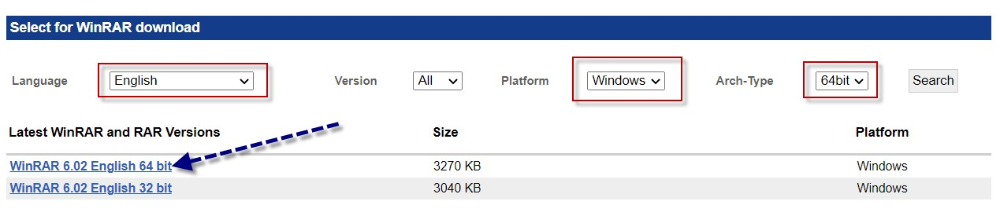 Select for WinRAR download
Language English Version All Platform Windows Arch-Type 64bit Search
Latest WinRAR and RAR Versions Size Platform
WinRAR 6.02 English 64 bit 3270 KB Windows
WinRAR 6.02 English 32 bit 3040 KB Windows